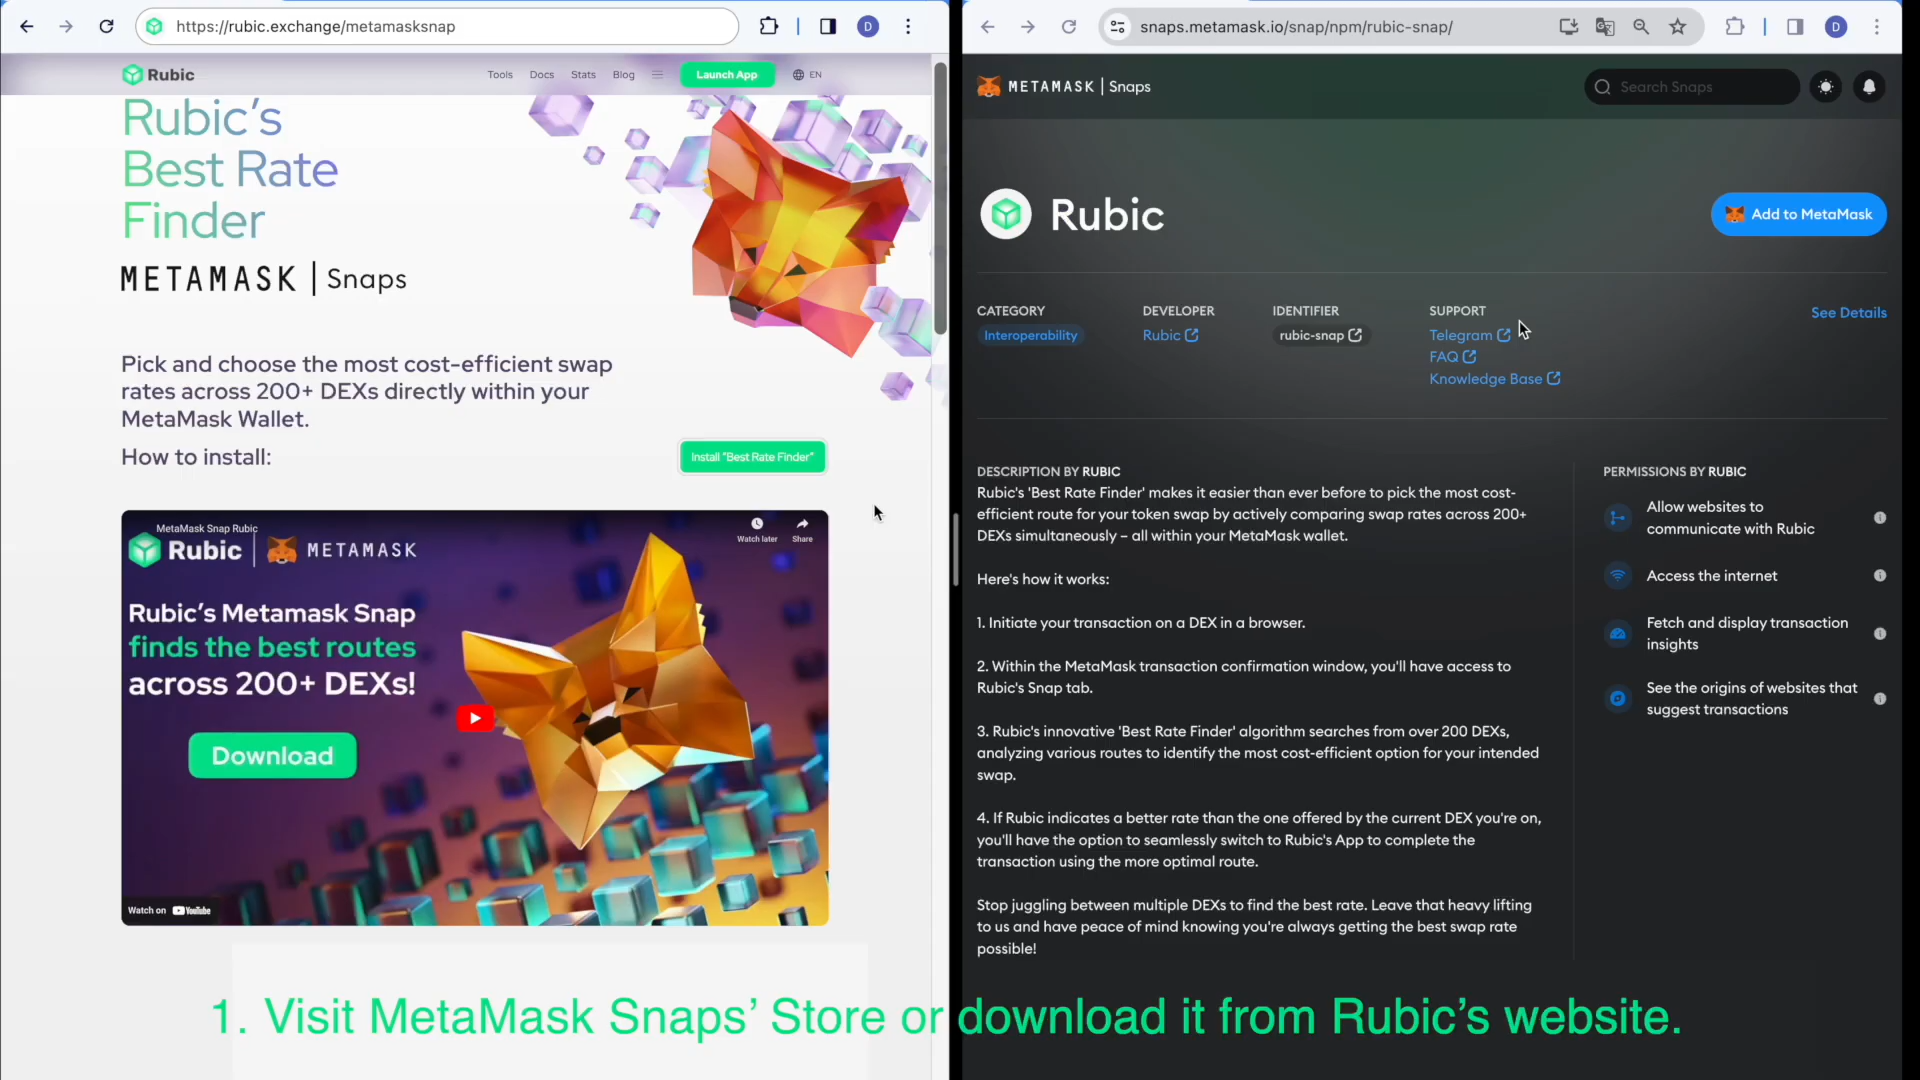 https://rubic.exchange/metamasksnap
D
Rubic
Tools
Docs
Stats
Blog
Launch App
EN
Rubic's
Best Rate
Finder
METAMASK | Snaps
Pick and choose the most cost-efficient swap
rates across 200+ DEXs directly within your
MetaMask Wallet.
How to install:
Install "Best Rate Finder"
MetaMask Snap Rubic
Watch later
Share
Rubic | METAMASK
Rubic's Metamask Snap
finds the best routes
across 200+ DEXs!
Download
Watch on YouTube
snaps.metamask.io/snap/npm/rubic-snap/
D
METAMASK | Snaps
Search Snaps
Rubic
Add to MetaMask
CATEGORY
Interoperability
DEVELOPER
Rubic
IDENTIFIER
rubic-snap
SUPPORT
Telegram
FAQ
Knowledge Base
See Details
DESCRIPTION BY RUBIC
Rubic's 'Best Rate Finder' makes it easier than ever before to pick the most cost-
efficient route for your token swap by actively comparing swap rates across 200+
DEXs simultaneously – all within your MetaMask wallet.
Here's how it works:
1. Initiate your transaction on a DEX in a browser.
2. Within the MetaMask transaction confirmation window, you'll have access to
Rubic's Snap tab.
3. Rubic's innovative 'Best Rate Finder' algorithm searches from over 200 DEXs,
analyzing various routes to identify the most cost-efficient option for your intended
swap.
4. If Rubic indicates a better rate than the one offered by the current DEX you're on,
you'll have the option to seamlessly switch to Rubic's App to complete the
transaction using the more optimal route.
Stop juggling between multiple DEXs to find the best rate. Leave that heavy lifting
to us and have peace of mind knowing you're always getting the best swap rate
possible!
PERMISSIONS BY RUBIC
Allow websites to
communicate with Rubic
Access the internet
Fetch and display transaction
insights
See the origins of websites that
suggest transactions
1. Visit MetaMask Snaps’ Store or download it from Rubic’s website.